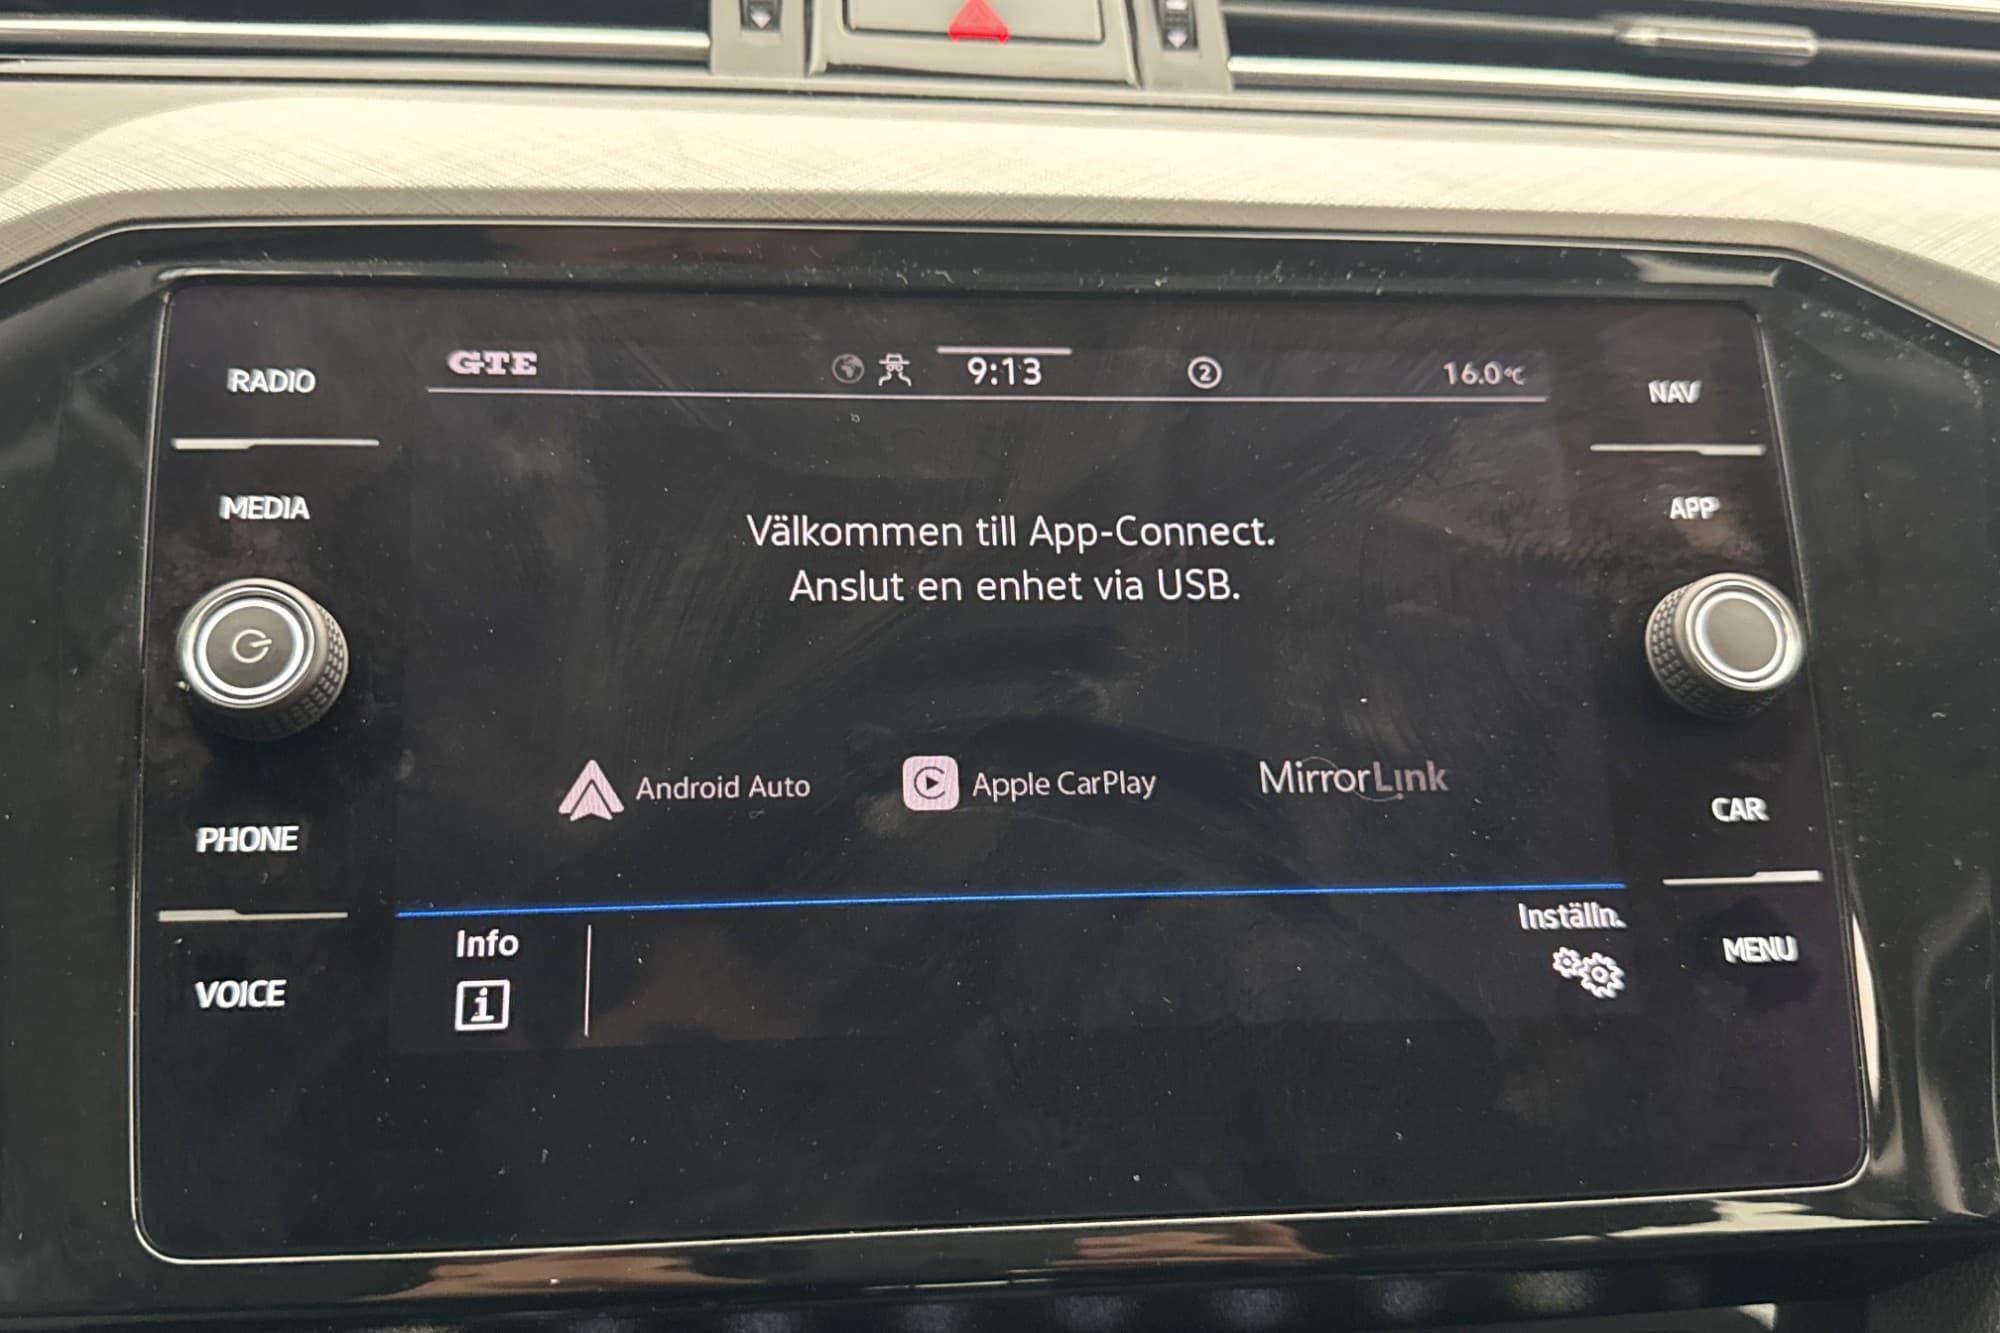 GTE 9:13 2 16.0°C
RADIO
MEDIA
PHONE
VOICE
Välkommen till App-Connect.
Anslut en enhet via USB.
Android Auto Apple CarPlay MirrorLink
Info
Inställn.
NAV
APP
CAR
MENU